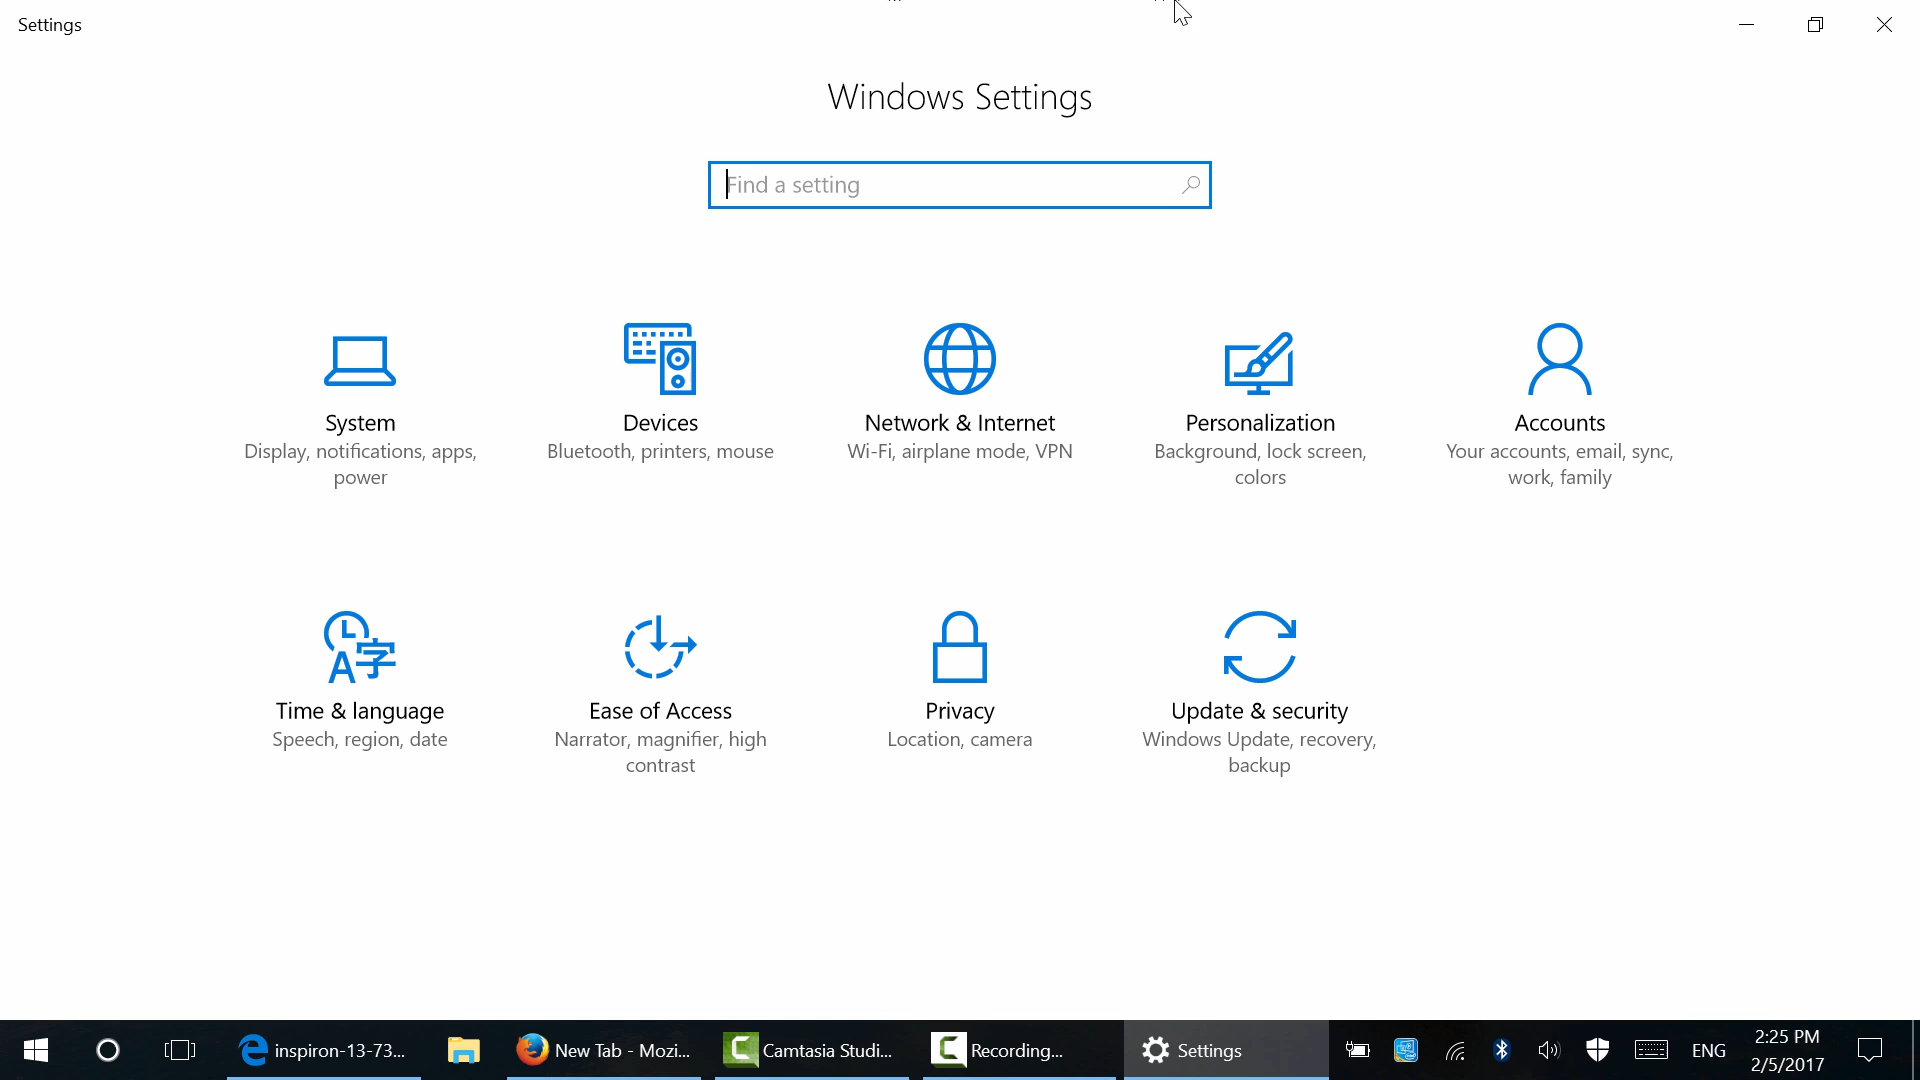 Settings
Windows Settings
Find a setting
System
Display, notifications, apps,
power
Devices
Bluetooth, printers, mouse
Network & Internet
Wi-Fi, airplane mode, VPN
Personalization
Background, lock screen,
colors
Accounts
Your accounts, email, sync,
work, family
Time & language
Speech, region, date
Ease of Access
Narrator, magnifier, high
contrast
Privacy
Location, camera
Update & security
Windows Update, recovery,
backup
inspiron-13-73...
New Tab - Mozi...
Camtasia Studi...
Recording...
Settings
ENG
2:25 PM
2/5/2017